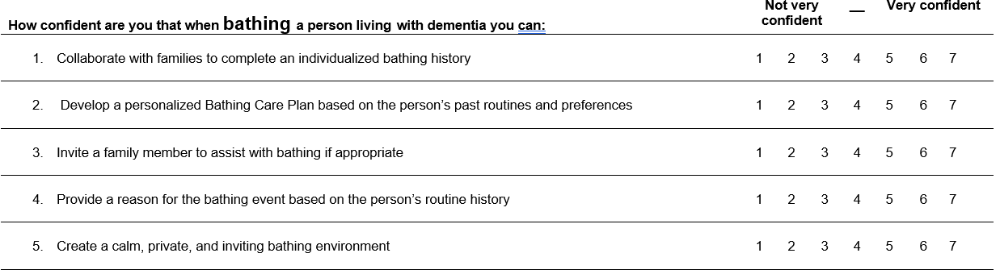 Not very confident — Very confident
How confident are you that when bathing a person living with dementia you can:
1. Collaborate with families to complete an individualized bathing history 1 2 3 4 5 6 7
2. Develop a personalized Bathing Care Plan based on the person's past routines and preferences 1 2 3 4 5 6 7
3. Invite a family member to assist with bathing if appropriate 1 2 3 4 5 6 7
4. Provide a reason for the bathing event based on the person's routine history 1 2 3 4 5 6 7
5. Create a calm, private, and inviting bathing environment 1 2 3 4 5 6 7